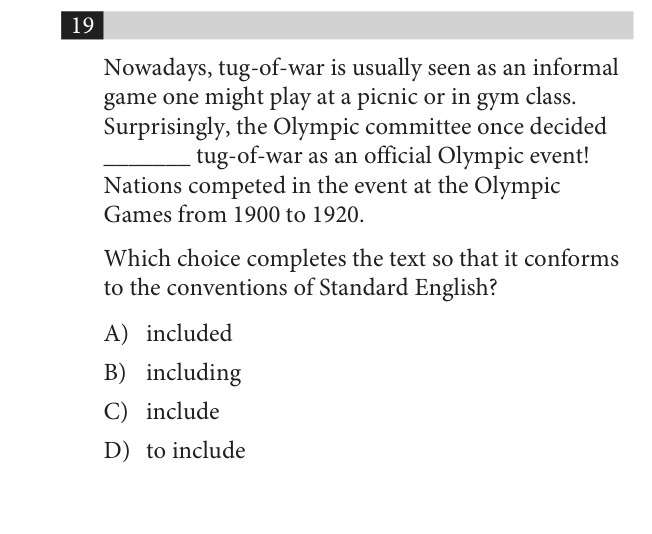 19
Nowadays, tug-of-war is usually seen as an informal
game one might play at a picnic or in gym class.
Surprisingly, the Olympic committee once decided
_______ tug-of-war as an official Olympic event!
Nations competed in the event at the Olympic
Games from 1900 to 1920.
Which choice completes the text so that it conforms
to the conventions of Standard English?
A) included
B) including
C) include
D) to include